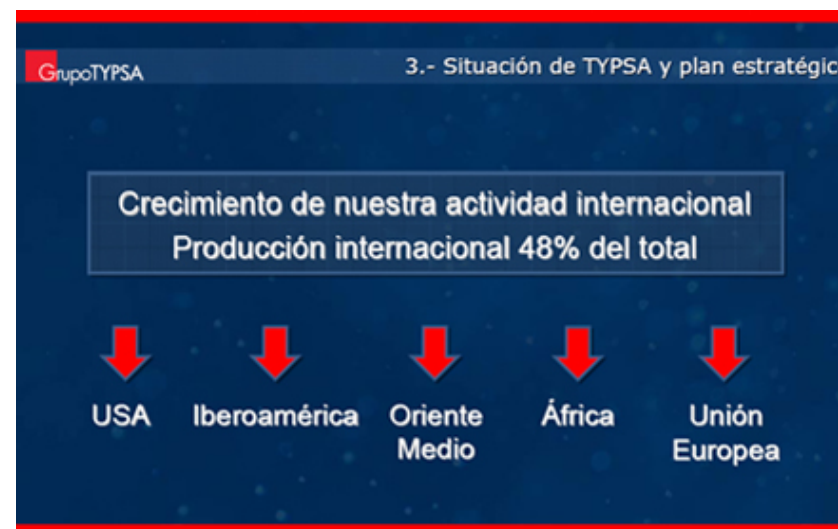 GrupoTYPSA
3.- Situación de TYPSA y plan estratégic
Crecimiento de nuestra actividad internacional
Producción internacional 48% del total
USA
Iberoamérica
Oriente
Medio
África
Unión
Europea